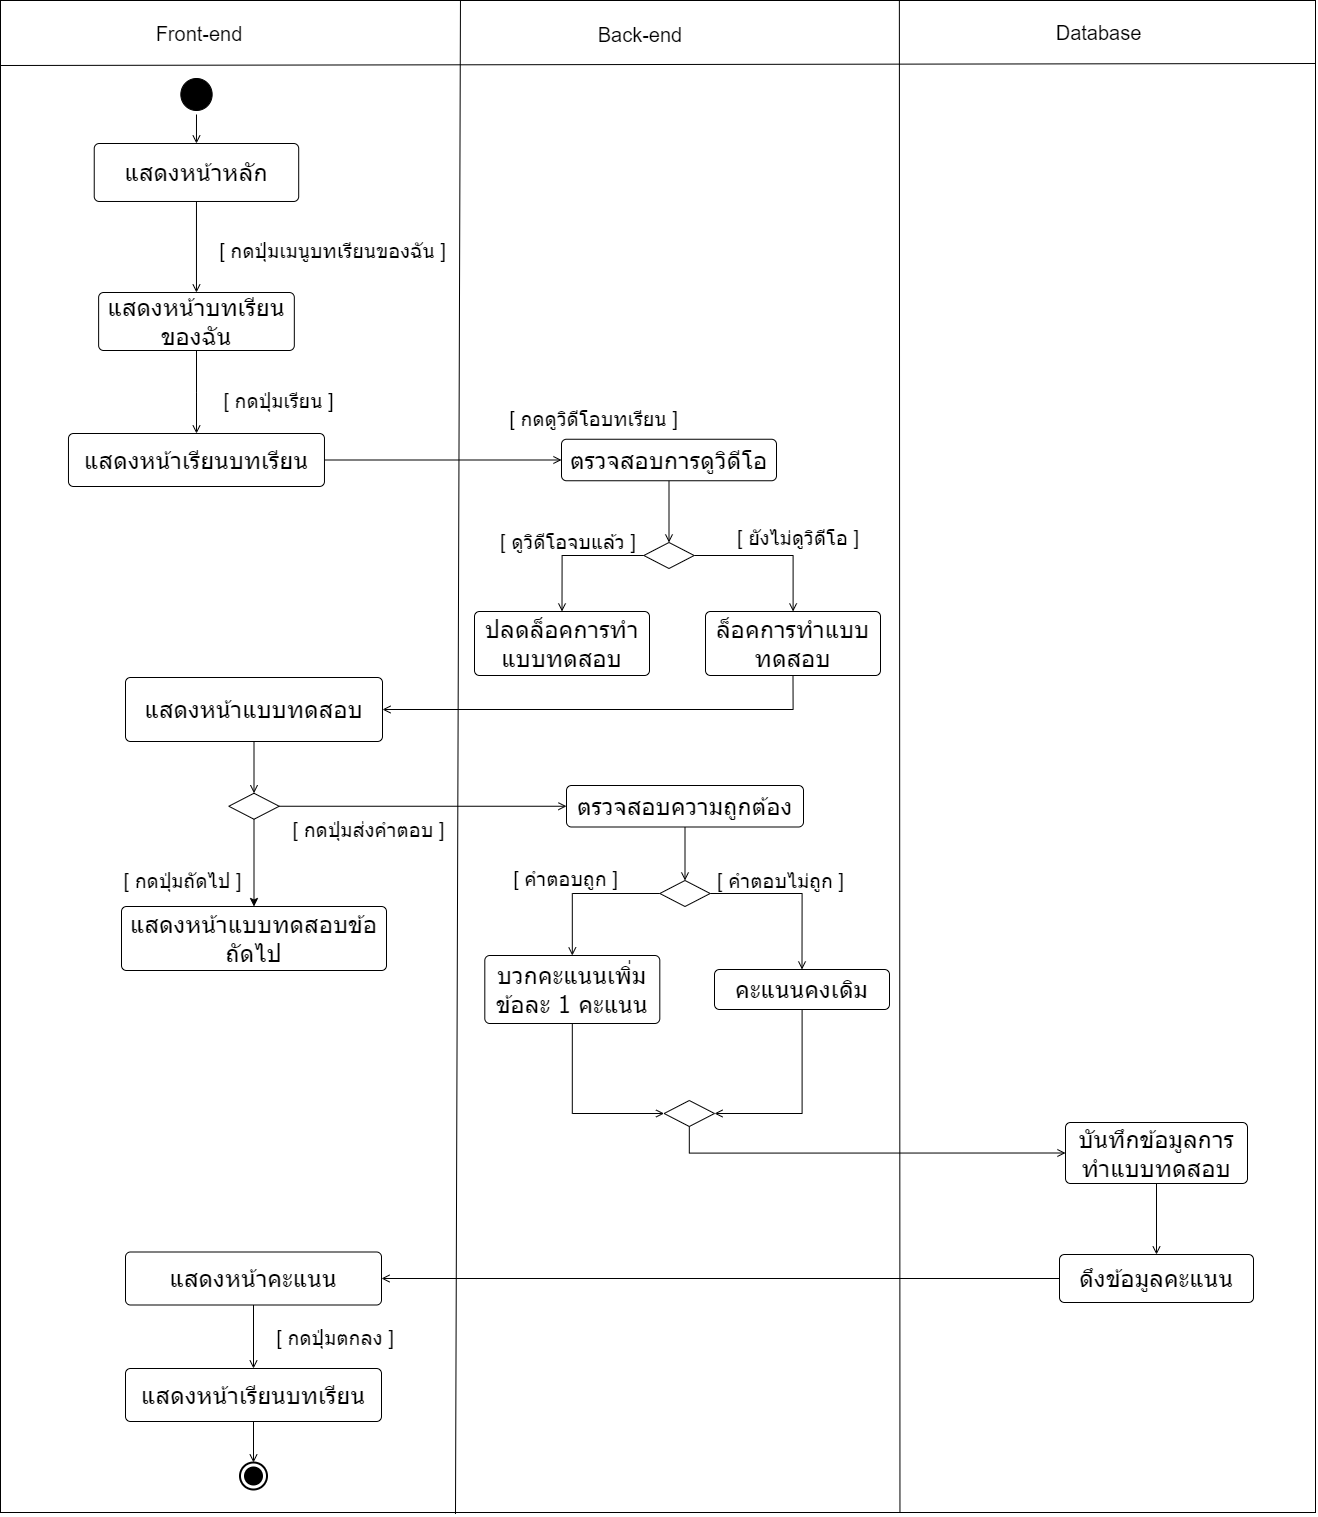 Front-end
Back-end
Database
แสดงหน้าหลัก
[ กดปุ่มเมนูบทเรียนของฉัน ]
แสดงหน้าบทเรียน
ของฉัน
[ กดปุ่มเรียน ]
[ กดดูวิดีโอบทเรียน ]
แสดงหน้าเรียนบทเรียน
ตรวจสอบการดูวิดีโอ
[ ดูวิดีโอจบแล้ว ]
[ ยังไม่ดูวิดีโอ ]
ปลดล็อคการทำ
แบบทดสอบ
ล็อคการทำแบบ
ทดสอบ
แสดงหน้าแบบทดสอบ
ตรวจสอบความถูกต้อง
[ กดปุ่มส่งคำตอบ ]
[ กดปุ่มถัดไป ]
[ คำตอบถูก ]
[ คำตอบไม่ถูก ]
แสดงหน้าแบบทดสอบข้อ
ถัดไป
บวกคะแนนเพิ่ม
ข้อละ 1 คะแนน
คะแนนคงเดิม
บันทึกข้อมูลการ
ทำแบบทดสอบ
แสดงหน้าคะแนน
ดึงข้อมูลคะแนน
[ กดปุ่มตกลง ]
แสดงหน้าเรียนบทเรียน